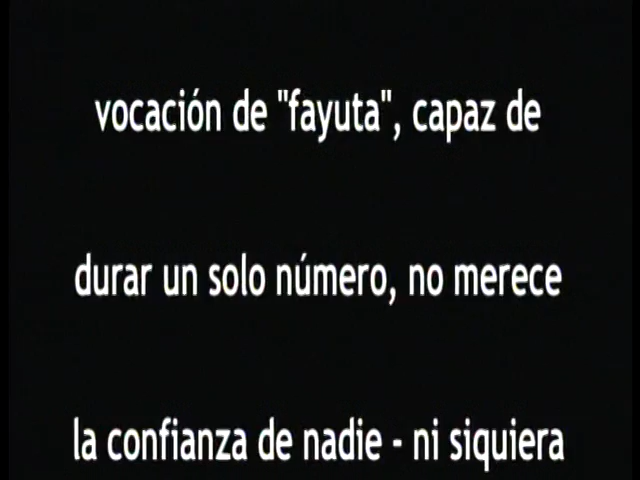 vocación de "fayuta", capaz de
durar un solo número, no merece
la confianza de nadie - ni siquiera